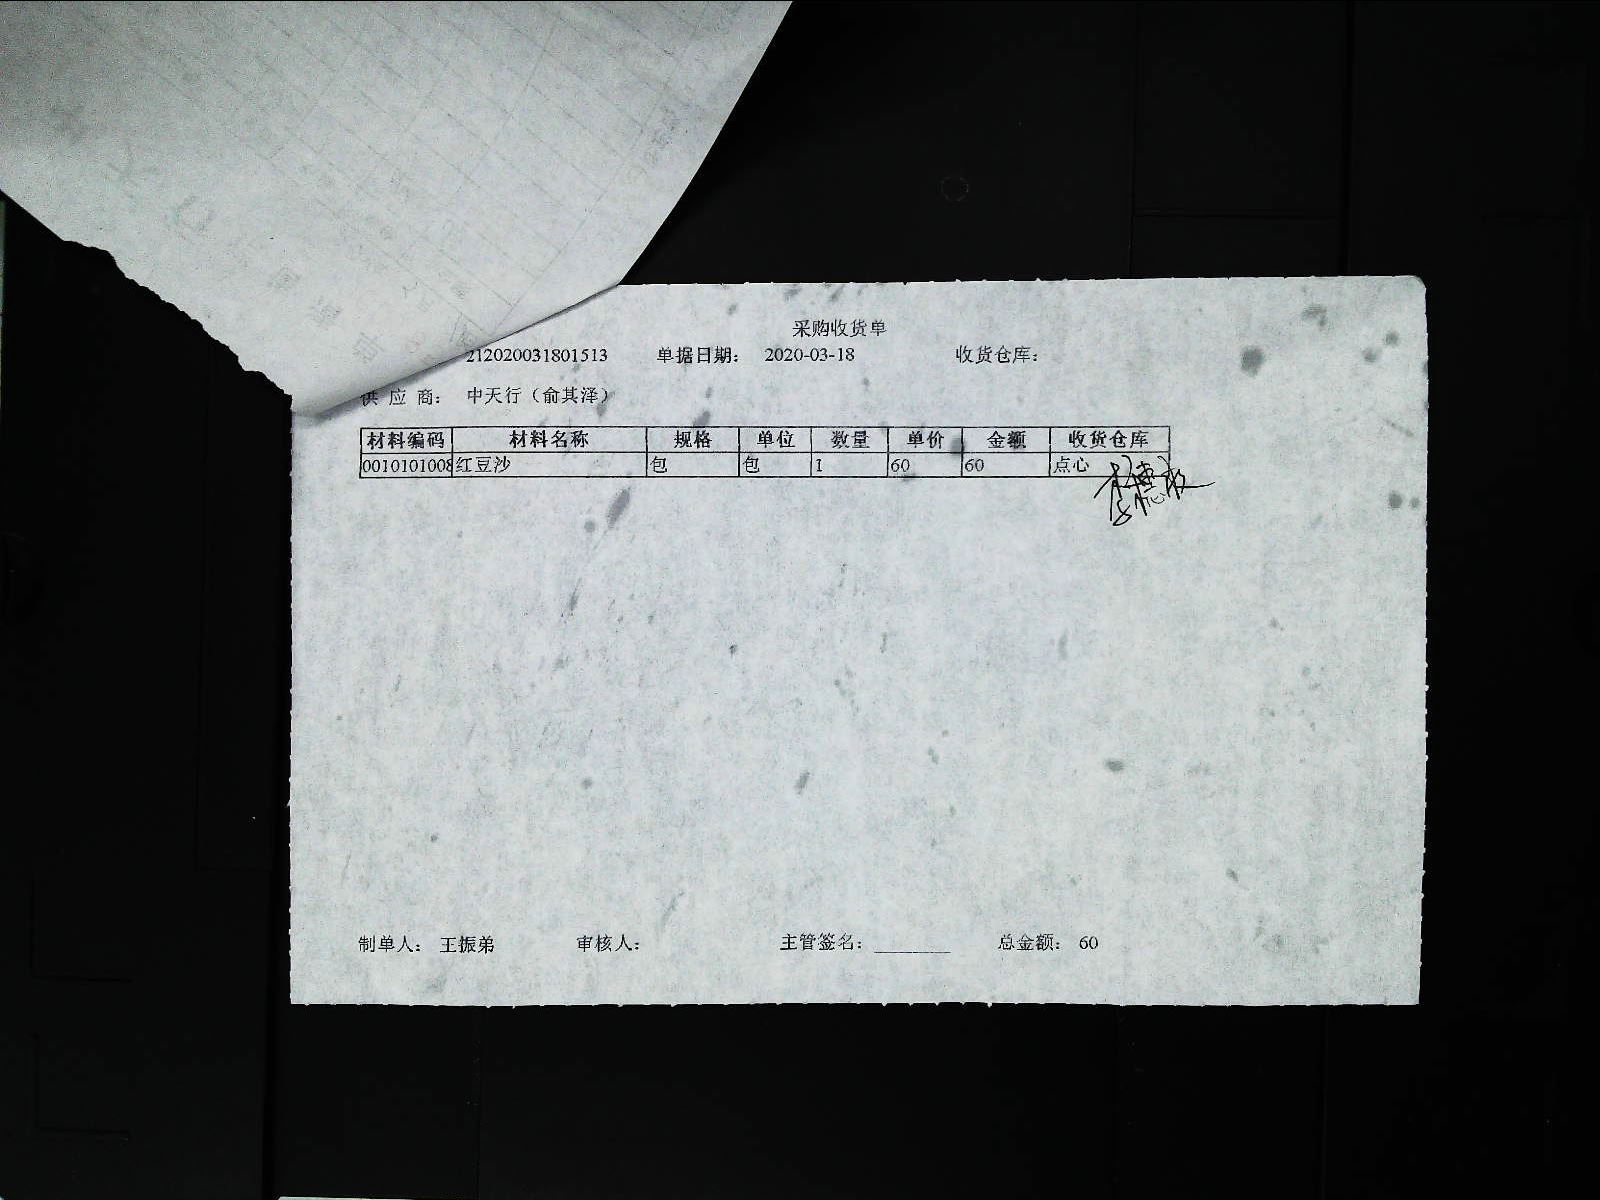 采购收货单
212020031801513 单据日期： 2020-03-18 收货仓库：
供应商： 中天行（俞其泽）
材料编码 材料名称 规格 单位 数量 单价 金额 收货仓库
0010101008 红豆沙 包 包 1 60 60 点心
制单人： 王振弟 审核人： 主管签名： 总金额： 60